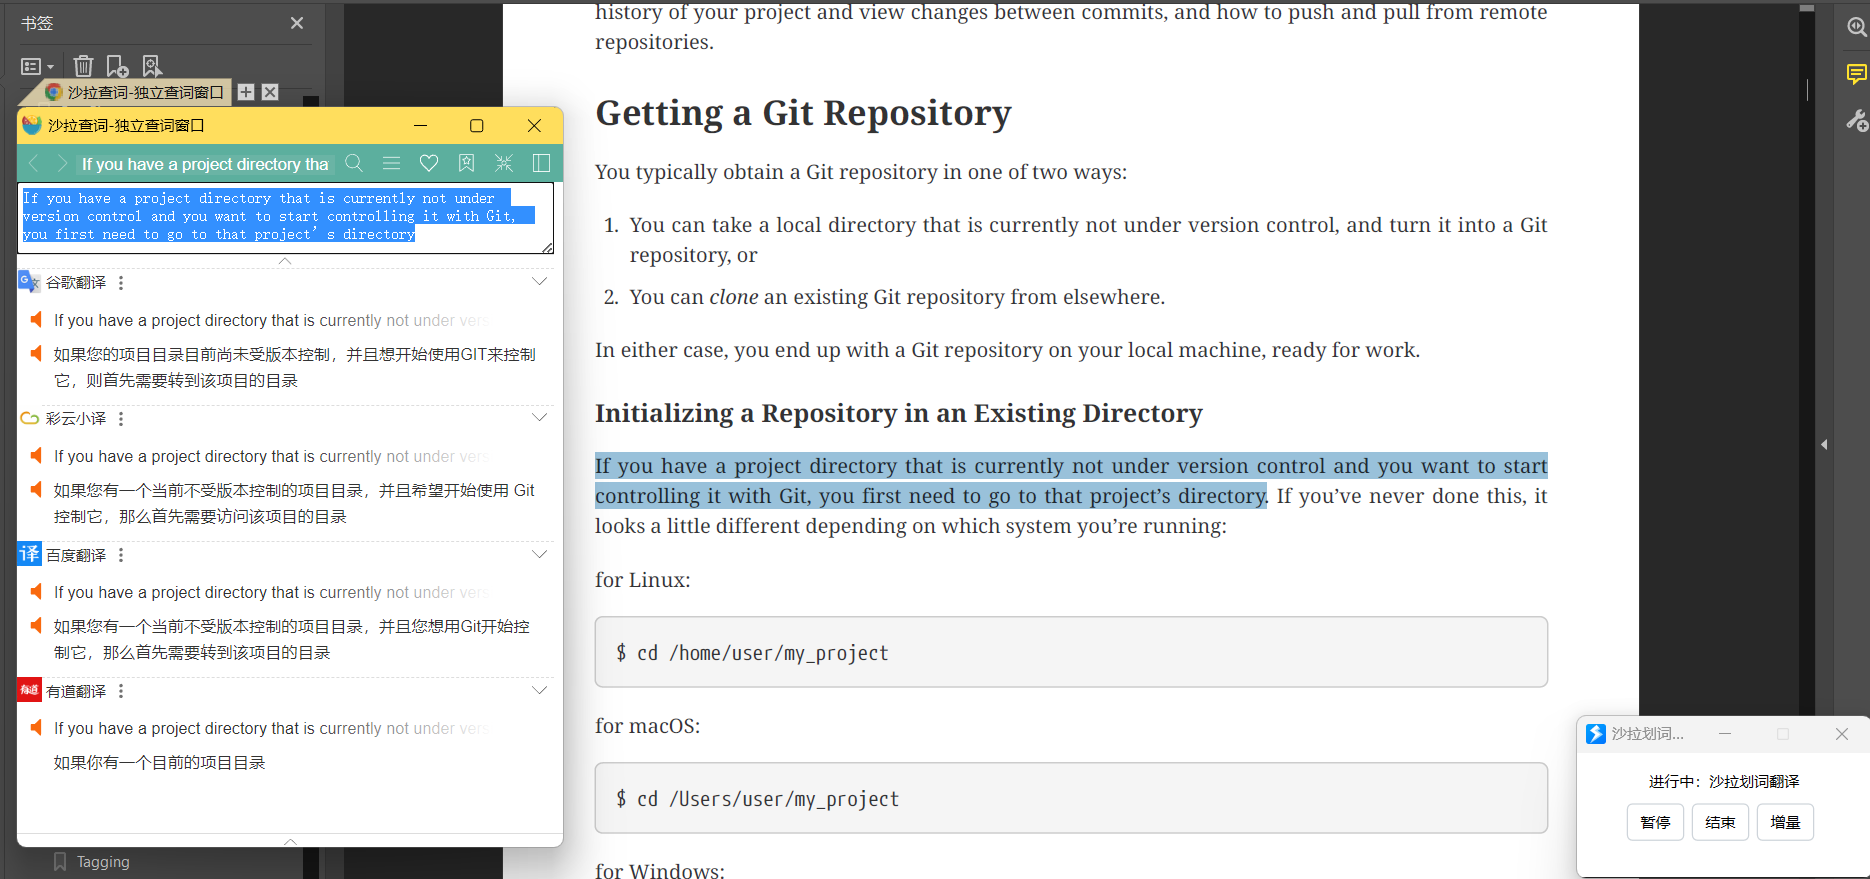 书签
沙拉查词-独立查词窗口
沙拉查词-独立查词窗口
If you have a project directory tha
If you have a project directory that is currently not under
version control and you want to start controlling it with Git,
you first need to go to that project’s directory
谷歌翻译
If you have a project directory that is currently not under vers
如果您的项目目录目前尚未受版本控制，并且想开始使用GIT来控制
它，则首先需要转到该项目的目录
彩云小译
If you have a project directory that is currently not under vers
如果您有一个当前不受版本控制的项目目录，并且希望开始使用 Git
控制它，那么首先需要访问该项目的目录
百度翻译
If you have a project directory that is currently not under vers
如果您有一个当前不受版本控制的项目目录，并且您想用Git开始控
制它，那么首先需要转到该项目的目录
有道翻译
If you have a project directory that is currently not under vers
如果你有一个目前的项目目录
Tagging
history of your project and view changes between commits, and how to push and pull from remote
repositories.
Getting a Git Repository
You typically obtain a Git repository in one of two ways:
1. You can take a local directory that is currently not under version control, and turn it into a Git
repository, or
2. You can clone an existing Git repository from elsewhere.
In either case, you end up with a Git repository on your local machine, ready for work.
Initializing a Repository in an Existing Directory
If you have a project directory that is currently not under version control and you want to start
controlling it with Git, you first need to go to that project’s directory. If you’ve never done this, it
looks a little different depending on which system you’re running:
for Linux:
$ cd /home/user/my_project
for macOS:
$ cd /Users/user/my_project
for Windows:
沙拉划词...
进行中：沙拉划词翻译
暂停 结束 增量